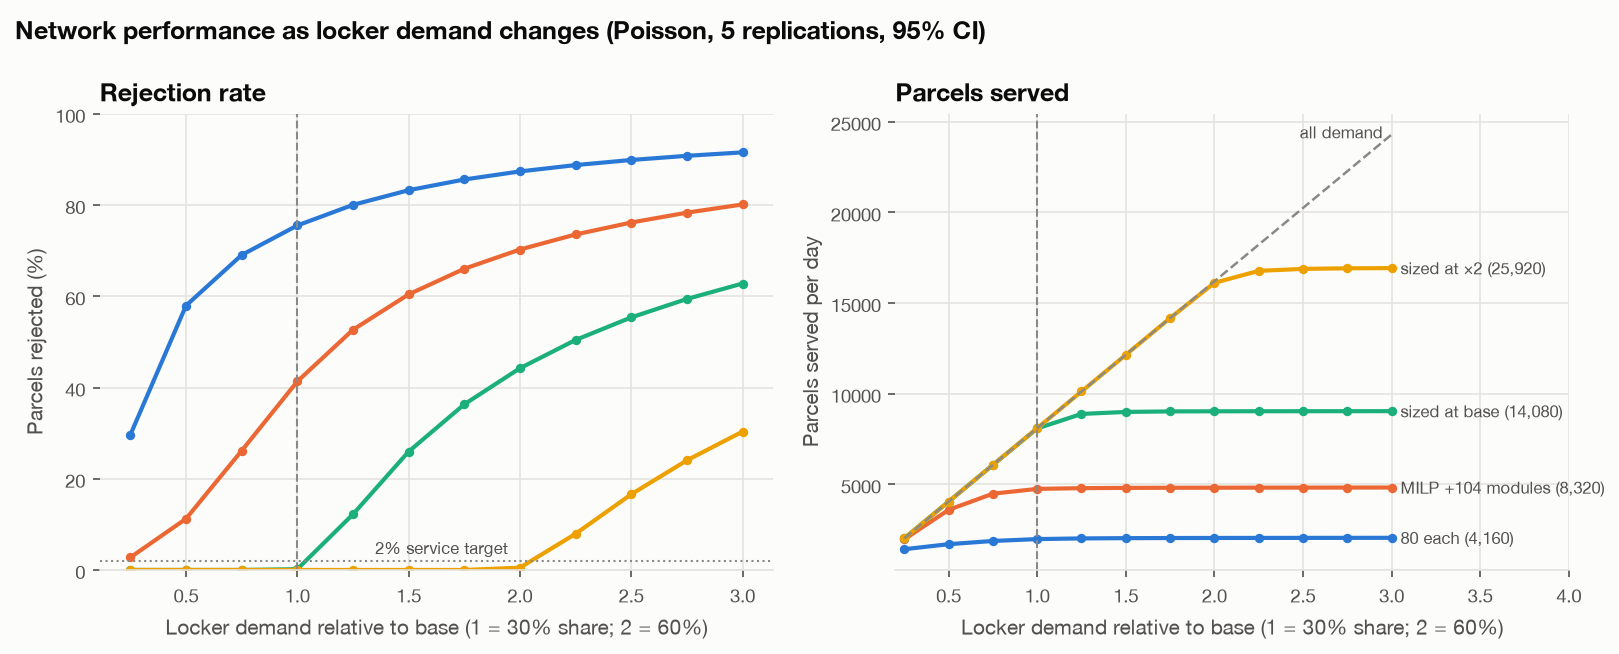 Network performance as locker demand changes (Poisson, 5 replications, 95% CI)
Rejection rate
Parcels rejected (%)
100
80
60
40
20
0
2% service target
0.5 1.0 1.5 2.0 2.5 3.0
Locker demand relative to base (1 = 30% share; 2 = 60%)
Parcels served
Parcels served per day
25000
20000
15000
10000
5000
all demand
sized at ×2 (25,920)
sized at base (14,080)
MILP +104 modules (8,320)
80 each (4,160)
0.5 1.0 1.5 2.0 2.5 3.0 3.5 4.0
Locker demand relative to base (1 = 30% share; 2 = 60%)